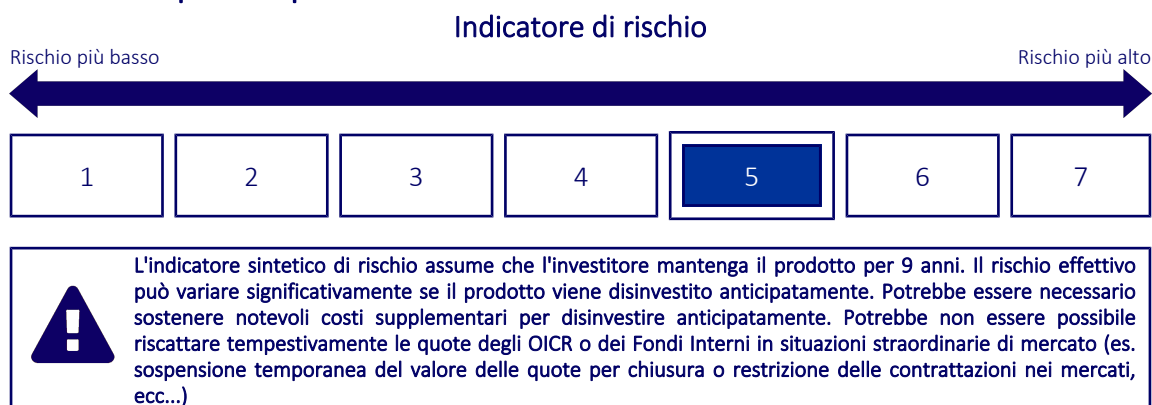 Indicatore di rischio
Rischio più basso
Rischio più alto
1
2
3
4
5
6
7
L'indicatore sintetico di rischio assume che l'investitore mantenga il prodotto per 9 anni. Il rischio effettivo
può variare significativamente se il prodotto viene disinvestito anticipatamente. Potrebbe essere necessario
sostenere notevoli costi supplementari per disinvestire anticipatamente. Potrebbe non essere possibile
riscattare tempestivamente le quote degli OICR o dei Fondi Interni in situazioni straordinarie di mercato (es.
sospensione temporanea del valore delle quote per chiusura o restrizione delle contrattazioni nei mercati,
ecc...)